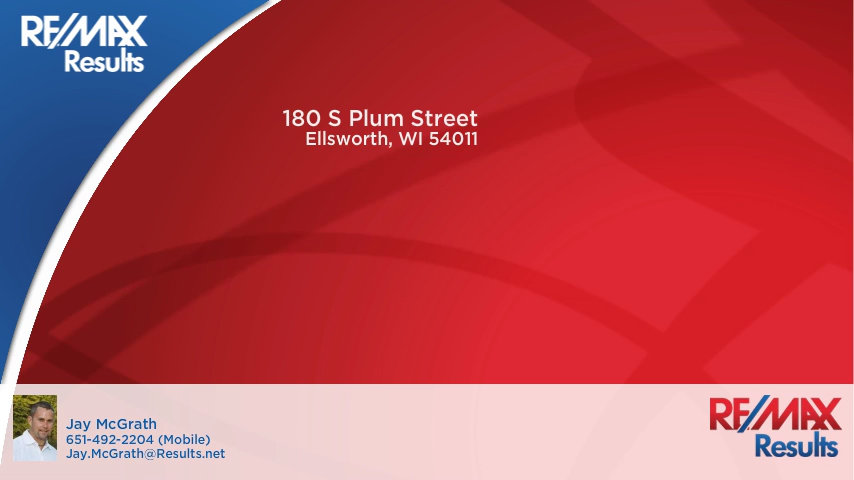 RE/MAX
Results
180 S Plum Street
Ellsworth, WI 54011
Jay McGrath
651-492-2204 (Mobile)
Jay.McGrath@Results.net
RE/MAX
Results